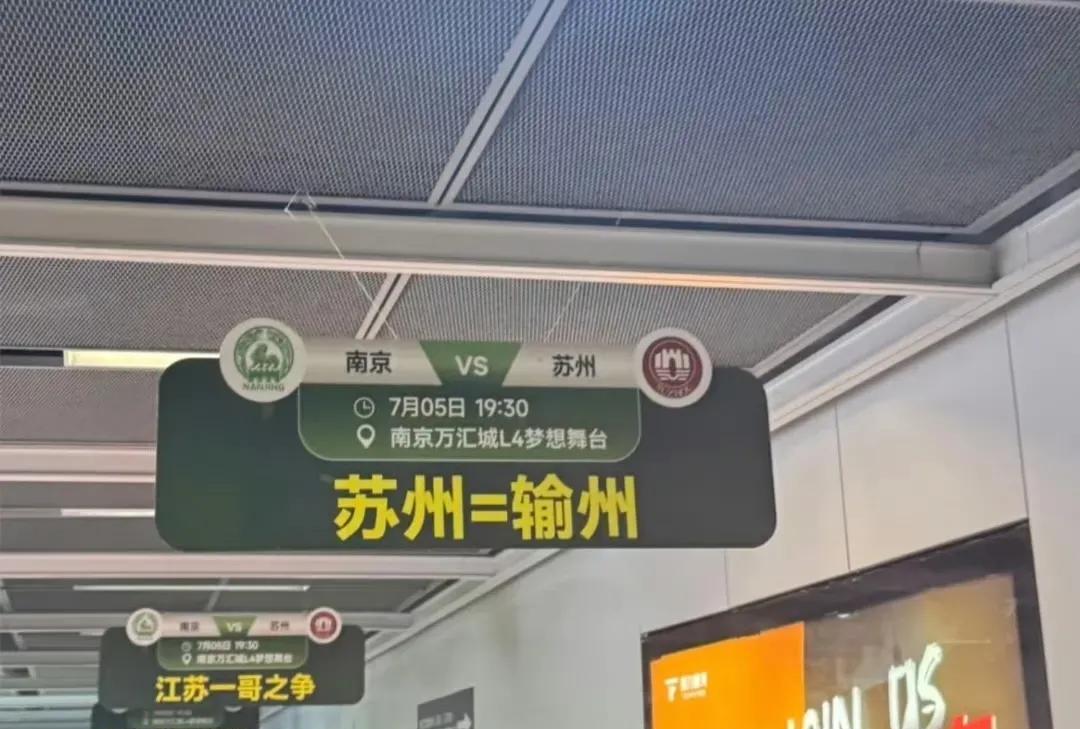 南京 VS 苏州
NANJING
7月05日 19:30
南京万汇城L4梦想舞台
苏州=输州
南京 VS 苏州
7月05日 19:30
南京万汇城L4梦想舞台
江苏一哥之争